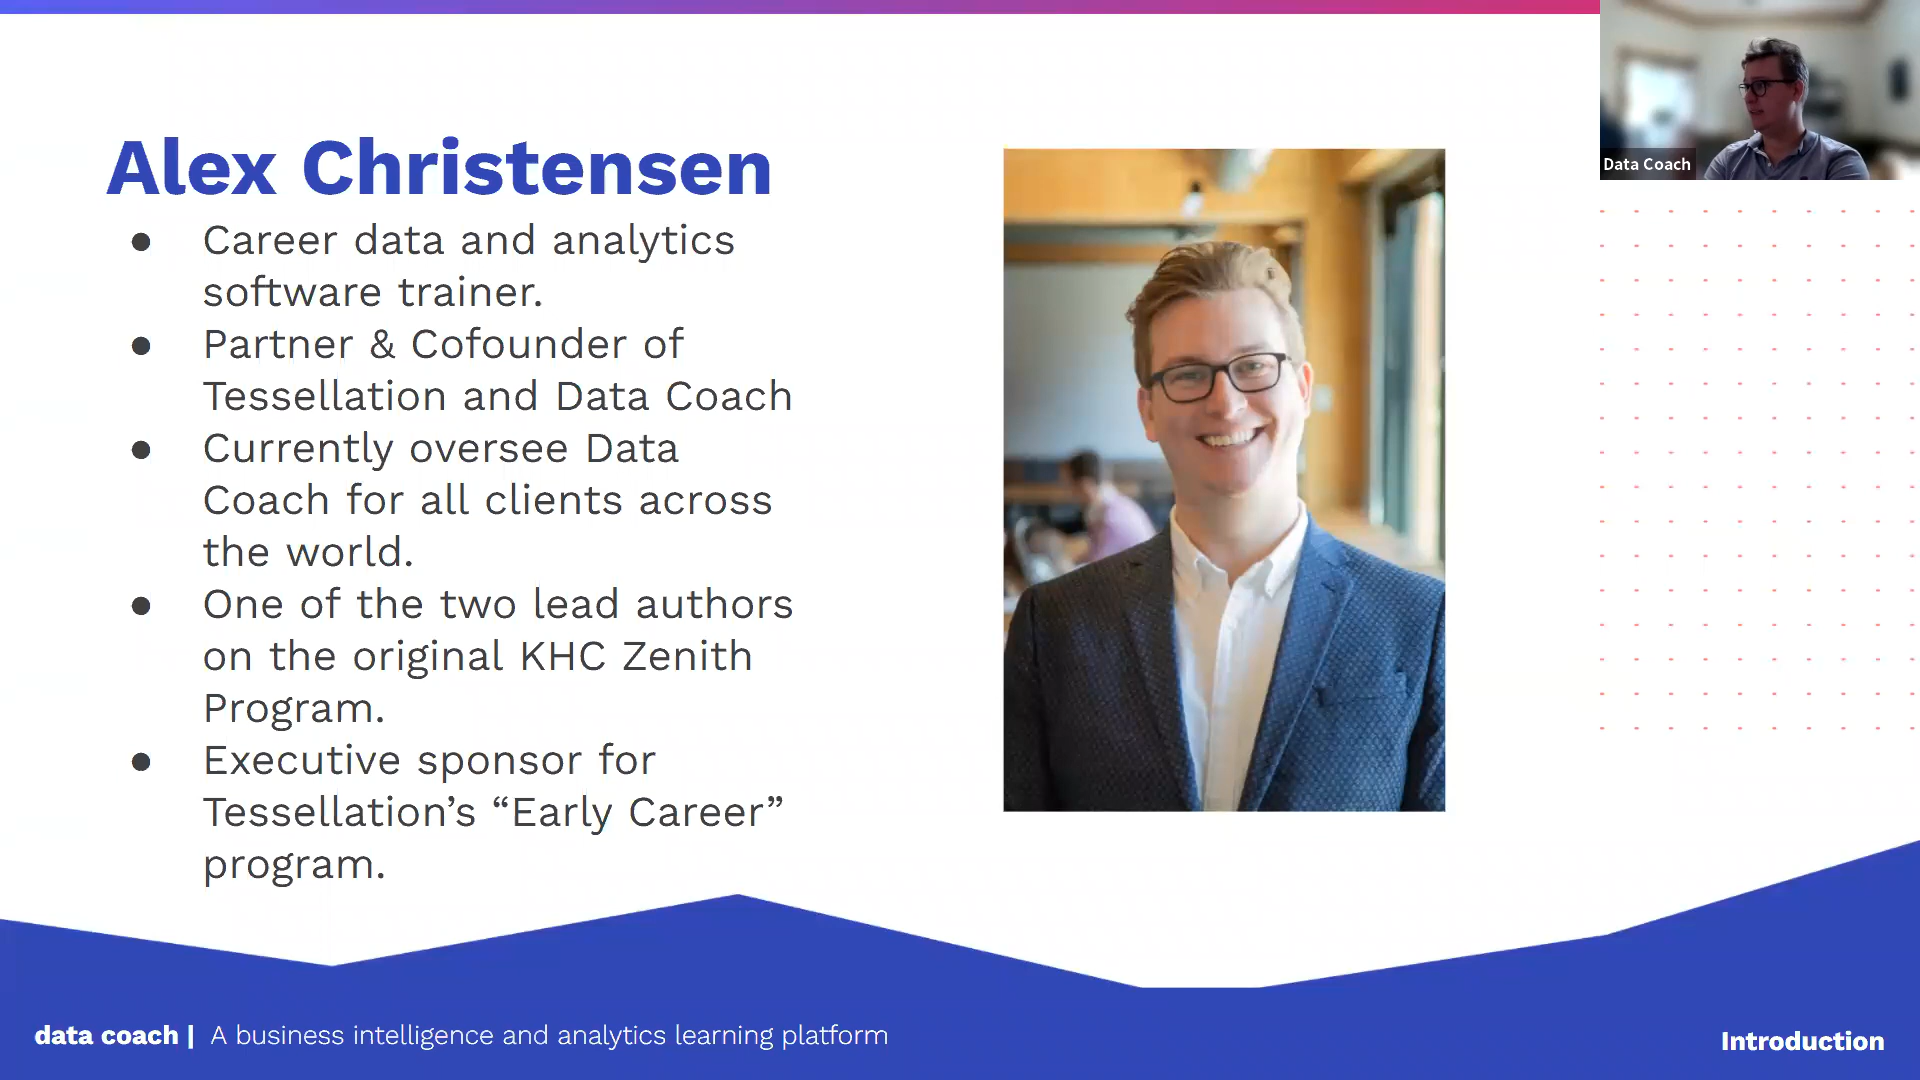 Data Coach
Alex Christensen
● Career data and analytics
software trainer.
● Partner & Cofounder of
Tessellation and Data Coach
● Currently oversee Data
Coach for all clients across
the world.
● One of the two lead authors
on the original KHC Zenith
Program.
● Executive sponsor for
Tessellation’s “Early Career”
program.
data coach | A business intelligence and analytics learning platform
Introduction